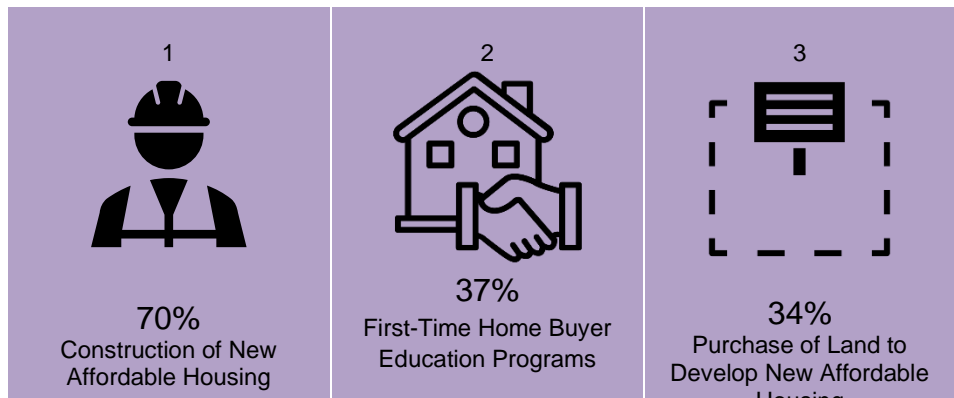 1
70%
Construction of New
Affordable Housing
2
37%
First-Time Home Buyer
Education Programs
3
34%
Purchase of Land to
Develop New Affordable
Housing